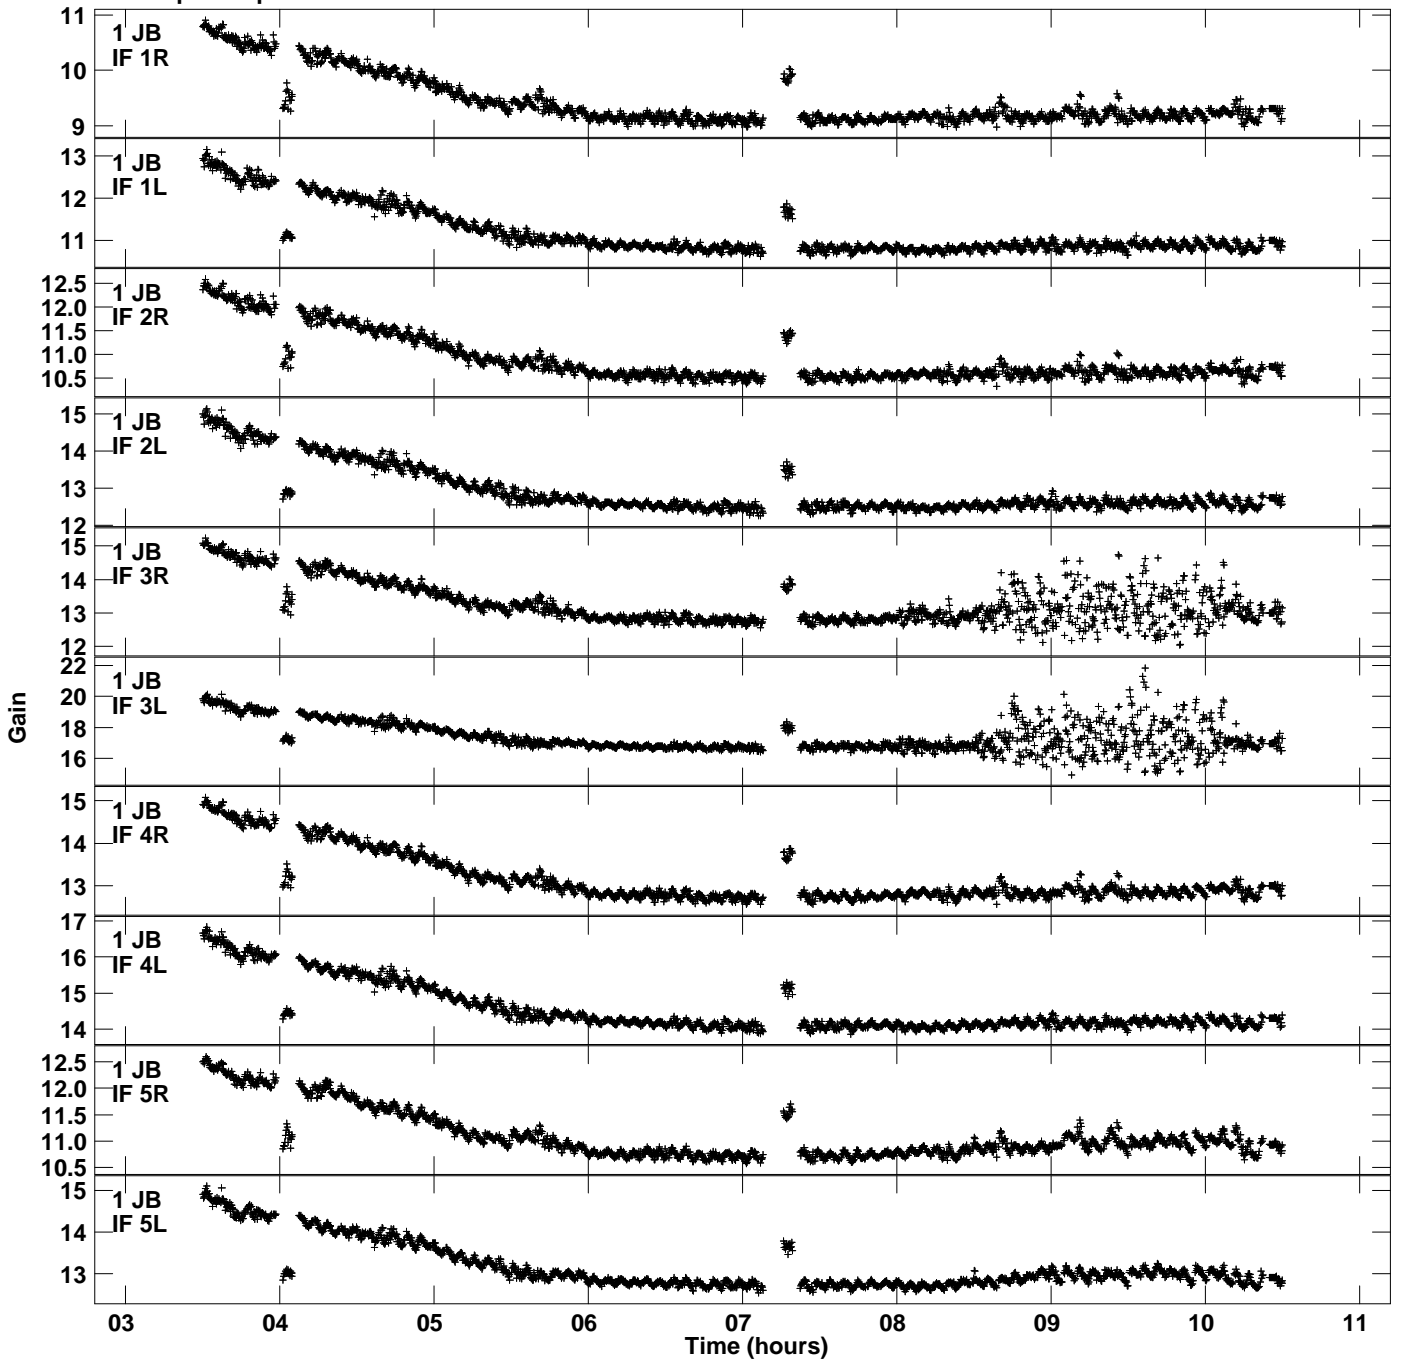 11
10
9
1 JB
IF 1R
13
12
11
1 JB
IF 1L
12.5
12.0
11.5
11.0
10.5
1 JB
IF 2R
15
14
13
12
1 JB
IF 2L
15
14
13
12
1 JB
IF 3R
22
20
18
16
1 JB
IF 3L
15
14
13
1 JB
IF 4R
17
16
15
14
1 JB
IF 4L
12.5
12.0
11.5
11.0
10.5
1 JB
IF 5R
15
14
13
1 JB
IF 5L
Gain
03 04 05 06 07 08 09 10 11
Time (hours)